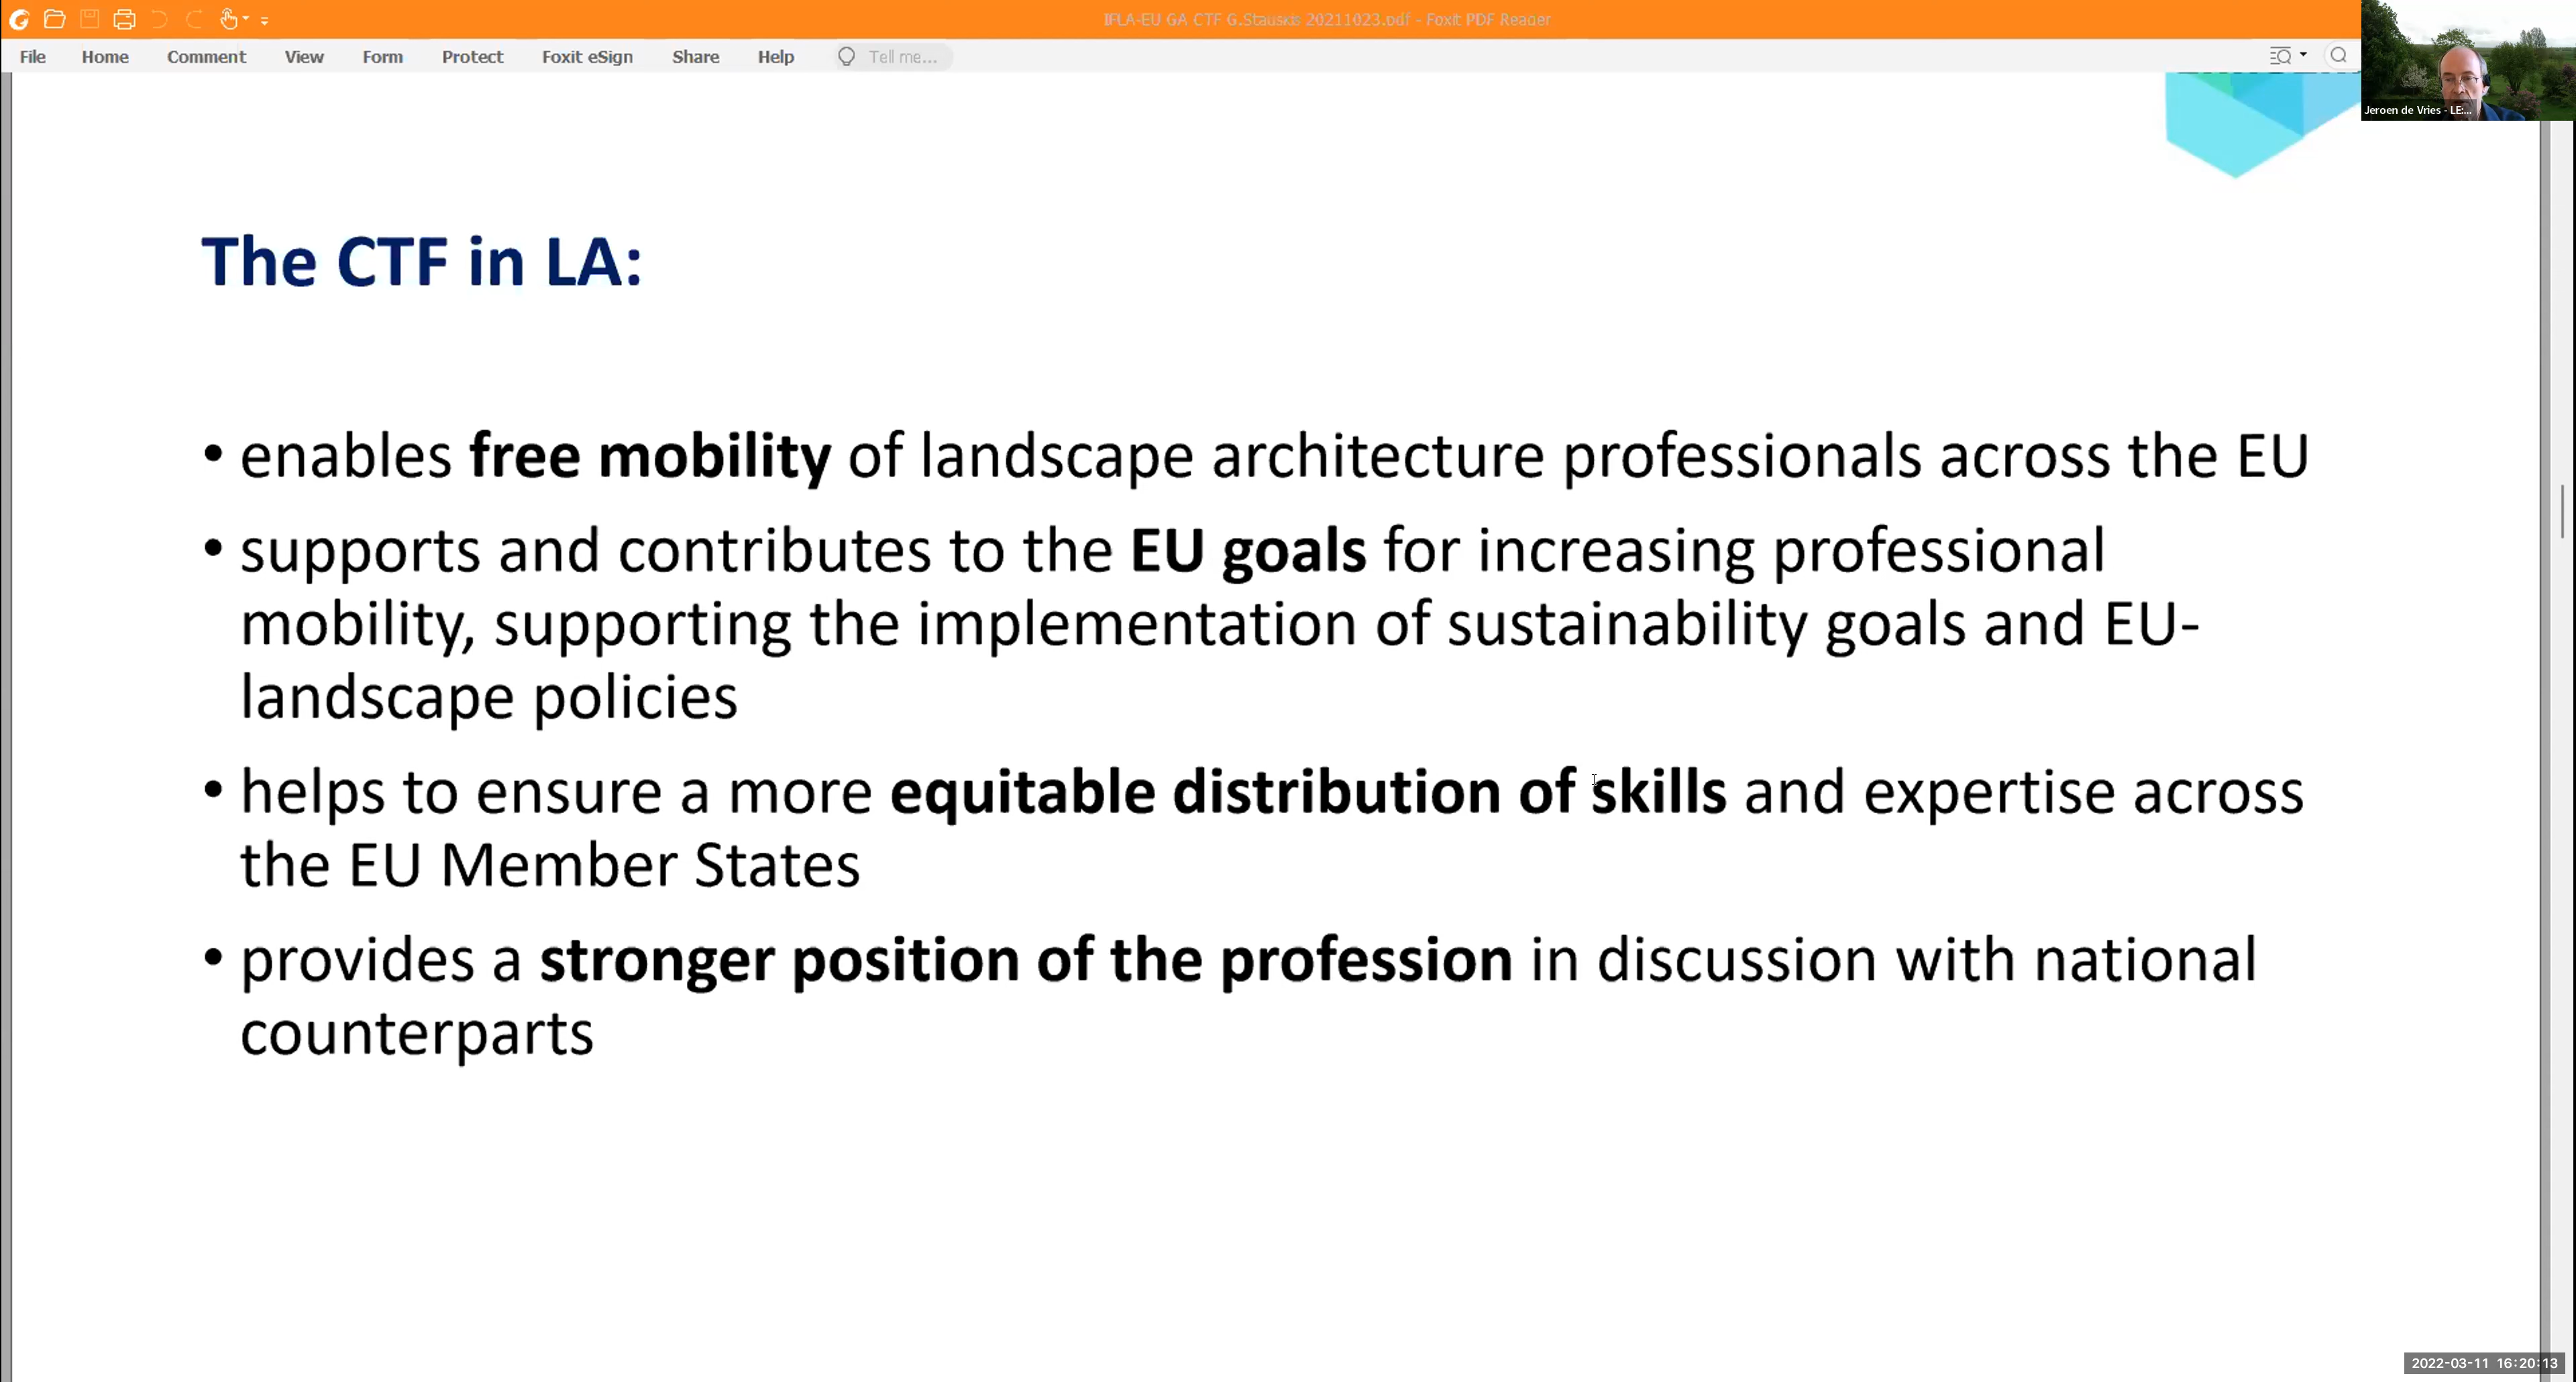 IFLA-EU GA CTF G.Stauskis 20211023.pdf - Foxit PDF Reader
File Home Comment View Form Protect Foxit eSign Share Help Tell me...
Jeroen de Vries - LE:...
The CTF in LA:
• enables free mobility of landscape architecture professionals across the EU
• supports and contributes to the EU goals for increasing professional
mobility, supporting the implementation of sustainability goals and EU-
landscape policies
• helps to ensure a more equitable distribution of skills and expertise across
the EU Member States
• provides a stronger position of the profession in discussion with national
counterparts
2022-03-11 16:20:13